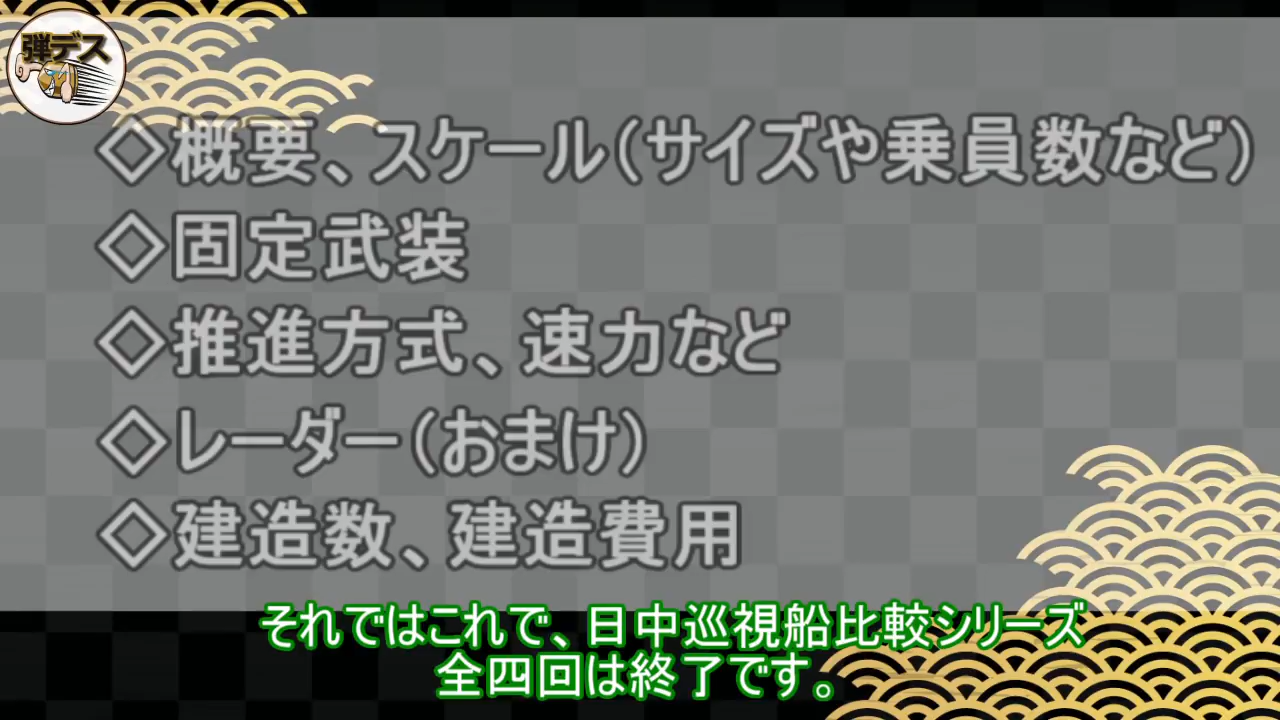 弾デス
◇概要、スケール（サイズや乗員数など）
◇固定武装
◇推進方式、速力など
◇レーダー（おまけ）
◇建造数、建造費用
それではこれで、日中巡視船比較シリーズ
全四回は終了です。